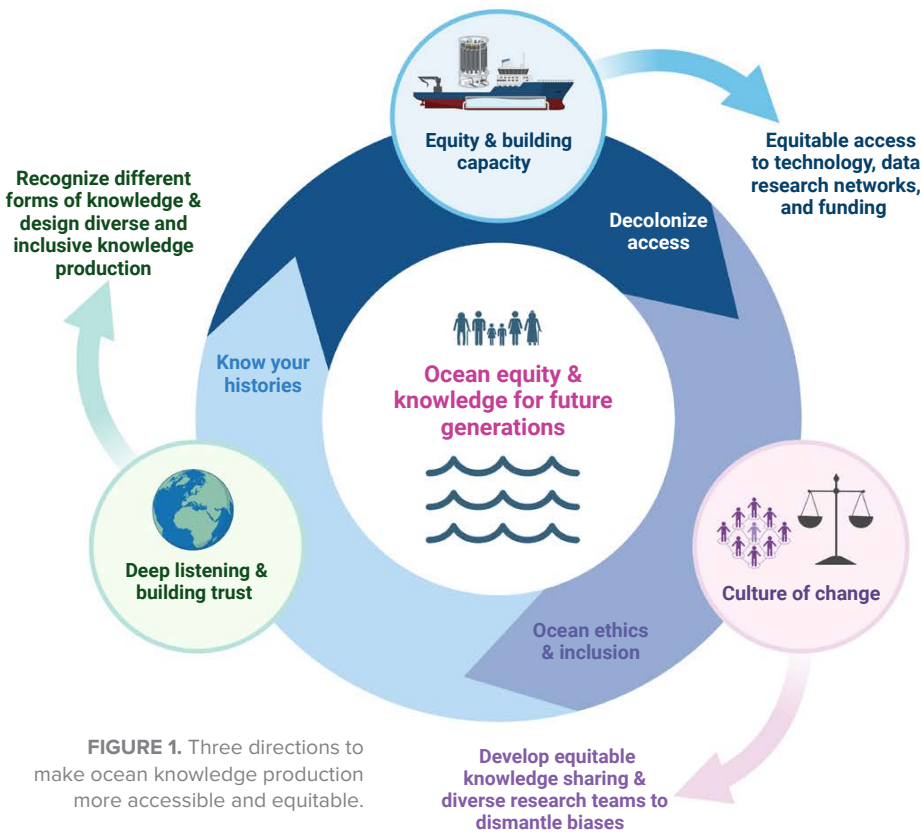 Equity & building
capacity
Equitable access
to technology, data
research networks,
and funding
Recognize different
forms of knowledge &
design diverse and
inclusive knowledge
production
Decolonize
access
Know your
histories
Ocean equity &
knowledge for future
generations
Deep listening &
building trust
Culture of change
Ocean ethics
& inclusion
FIGURE 1. Three directions to
make ocean knowledge production
more accessible and equitable.
Develop equitable
knowledge sharing &
diverse research teams to
dismantle biases